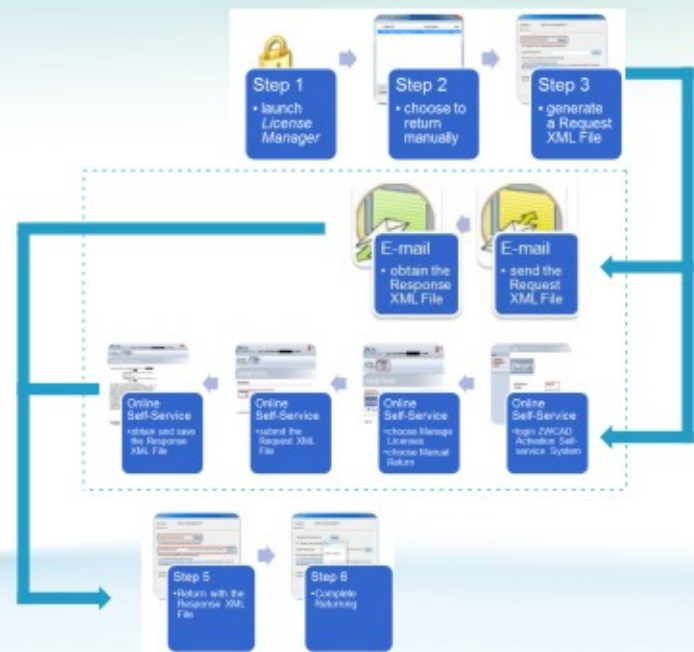 Step 1
• launch
License
Manager
Step 2
• choose to
return
manually
Step 3
• generate
a Request
XML File
E-mail
• obtain the
Response
XML File
E-mail
• send the
Request
XML File
Online
Self-Service
•obtain and save
the Response
XML File
Online
Self-Service
•submit the
Request XML
File
Online
Self-Service
•choose Manage
Licenses
•choose Manual
Return
Online
Self-Service
•login ZWCAD
Activation Self-
service System
Step 5
•Return with the
Response XML
File
Step 6
•Complete
Returning